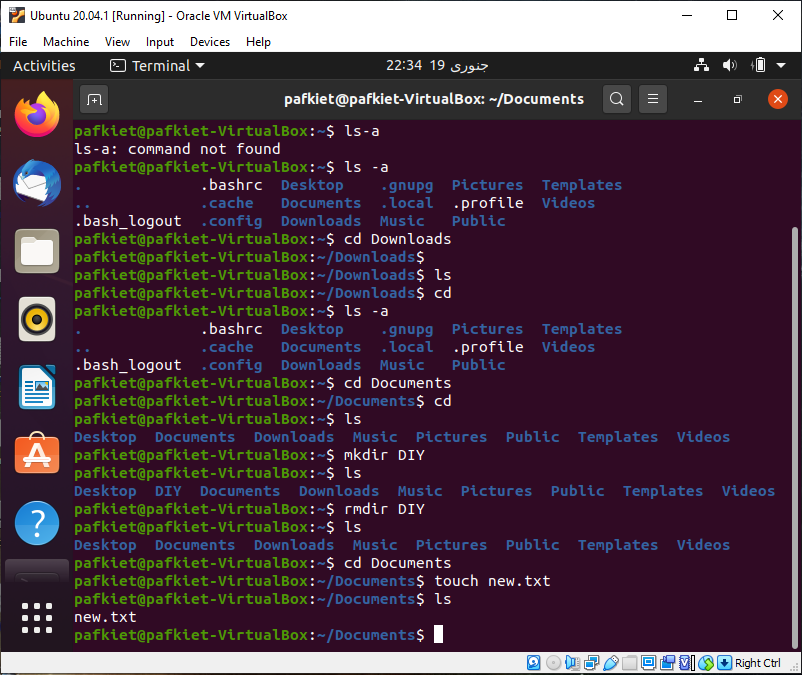 Ubuntu 20.04.1 [Running] - Oracle VM VirtualBox
File Machine View Input Devices Help
Activities Terminal 22:34 19 جنوری
pafkiet@pafkiet-VirtualBox: ~/Documents
pafkiet@pafkiet-VirtualBox:~$ ls-a
ls-a: command not found
pafkiet@pafkiet-VirtualBox:~$ ls -a
. .bashrc Desktop .gnupg Pictures Templates
.. .cache Documents .local .profile Videos
.bash_logout .config Downloads Music Public
pafkiet@pafkiet-VirtualBox:~$ cd Downloads
pafkiet@pafkiet-VirtualBox:~/Downloads$
pafkiet@pafkiet-VirtualBox:~/Downloads$ ls
pafkiet@pafkiet-VirtualBox:~/Downloads$ cd
pafkiet@pafkiet-VirtualBox:~$ ls -a
. .bashrc Desktop .gnupg Pictures Templates
.. .cache Documents .local .profile Videos
.bash_logout .config Downloads Music Public
pafkiet@pafkiet-VirtualBox:~$ cd Documents
pafkiet@pafkiet-VirtualBox:~/Documents$ cd
pafkiet@pafkiet-VirtualBox:~$ ls
Desktop Documents Downloads Music Pictures Public Templates Videos
pafkiet@pafkiet-VirtualBox:~$ mkdir DIY
pafkiet@pafkiet-VirtualBox:~$ ls
Desktop DIY Documents Downloads Music Pictures Public Templates Videos
pafkiet@pafkiet-VirtualBox:~$ rmdir DIY
pafkiet@pafkiet-VirtualBox:~$ ls
Desktop Documents Downloads Music Pictures Public Templates Videos
pafkiet@pafkiet-VirtualBox:~$ cd Documents
pafkiet@pafkiet-VirtualBox:~/Documents$ touch new.txt
pafkiet@pafkiet-VirtualBox:~/Documents$ ls
new.txt
pafkiet@pafkiet-VirtualBox:~/Documents$
Right Ctrl